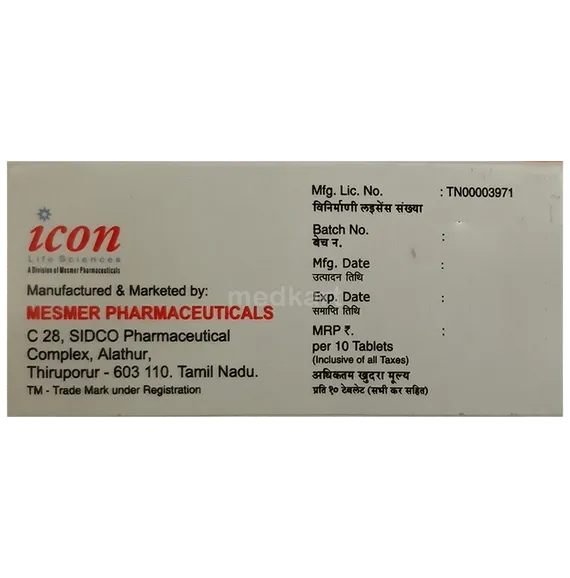 icon
Life Sciences
A Division of Mesmer Pharmaceuticals
Manufactured & Marketed by:
MESMER PHARMACEUTICALS
C 28, SIDCO Pharmaceutical
Complex, Alathur,
Thiruporur - 603 110. Tamil Nadu.
TM - Trade Mark under Registration
Mfg. Lic. No. : TN00003971
विनिर्माणी लइसेंस संख्या
Batch No. :
बेच न.
Mfg. Date :
उत्पादन तिथि
Exp. Date :
समाप्ति तिथि
MRP ₹. :
per 10 Tablets
(Inclusive of all Taxes)
अधिकतम खुदरा मूल्य
प्रति १० टेबलेट (सभी कर सहित)
medkart